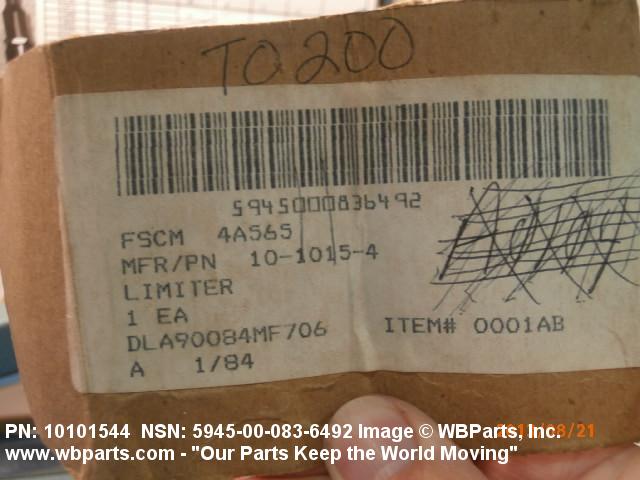 TO 200
5945000836492
FSCM 4A565
MFR/PN 10-1015-4
LIMITER
1 EA
DLA90084MF706 ITEM# 0001AB
A 1/84
PN: 10101544 NSN: 5945-00-083-6492 Image © WBParts, Inc.
www.wbparts.com - "Our Parts Keep the World Moving"